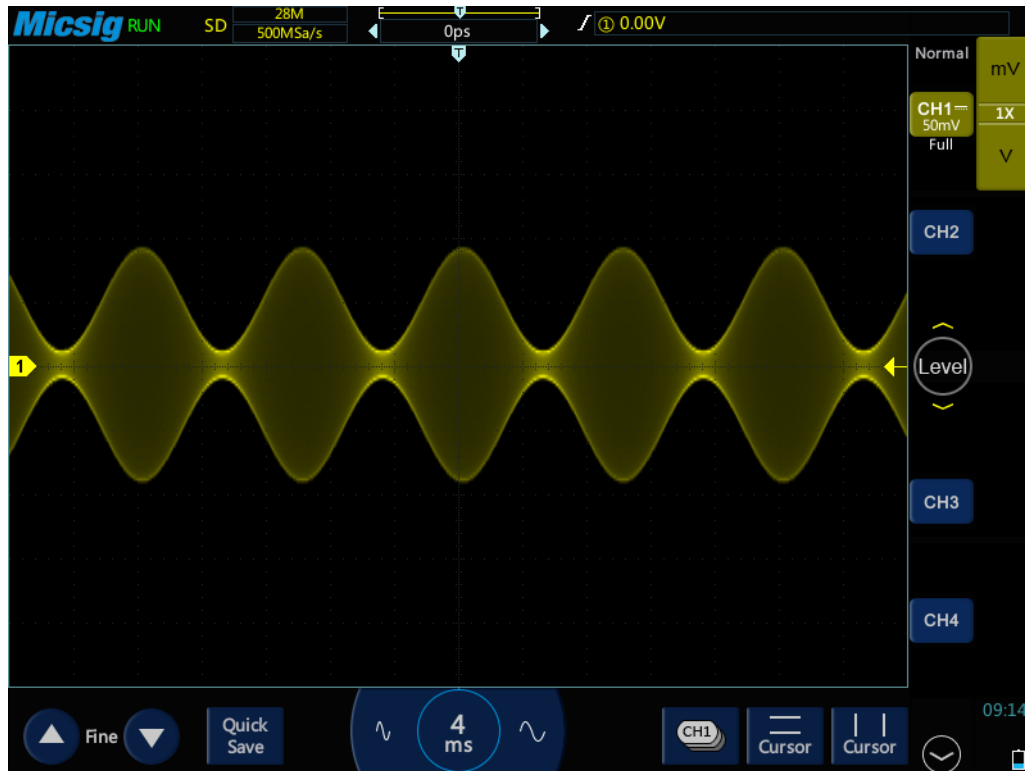 Micsig RUN SD 28M
500MSa/s
T
0ps
① 0.00V
T
Normal
mV
CH1
50mV
Full
1X
V
CH2
1
Level
CH3
CH4
Fine
Quick
Save
4
ms
CH1
Cursor
Cursor
09:14